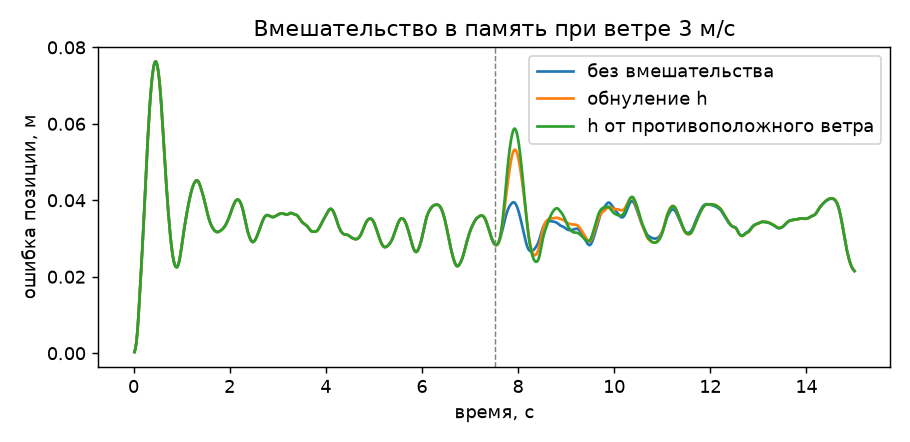 Вмешательство в память при ветре 3 м/с
ошибка позиции, м
0.08
0.06
0.04
0.02
0.00
без вмешательства
обнуление h
h от противоположного ветра
0 2 4 6 8 10 12 14
время, с